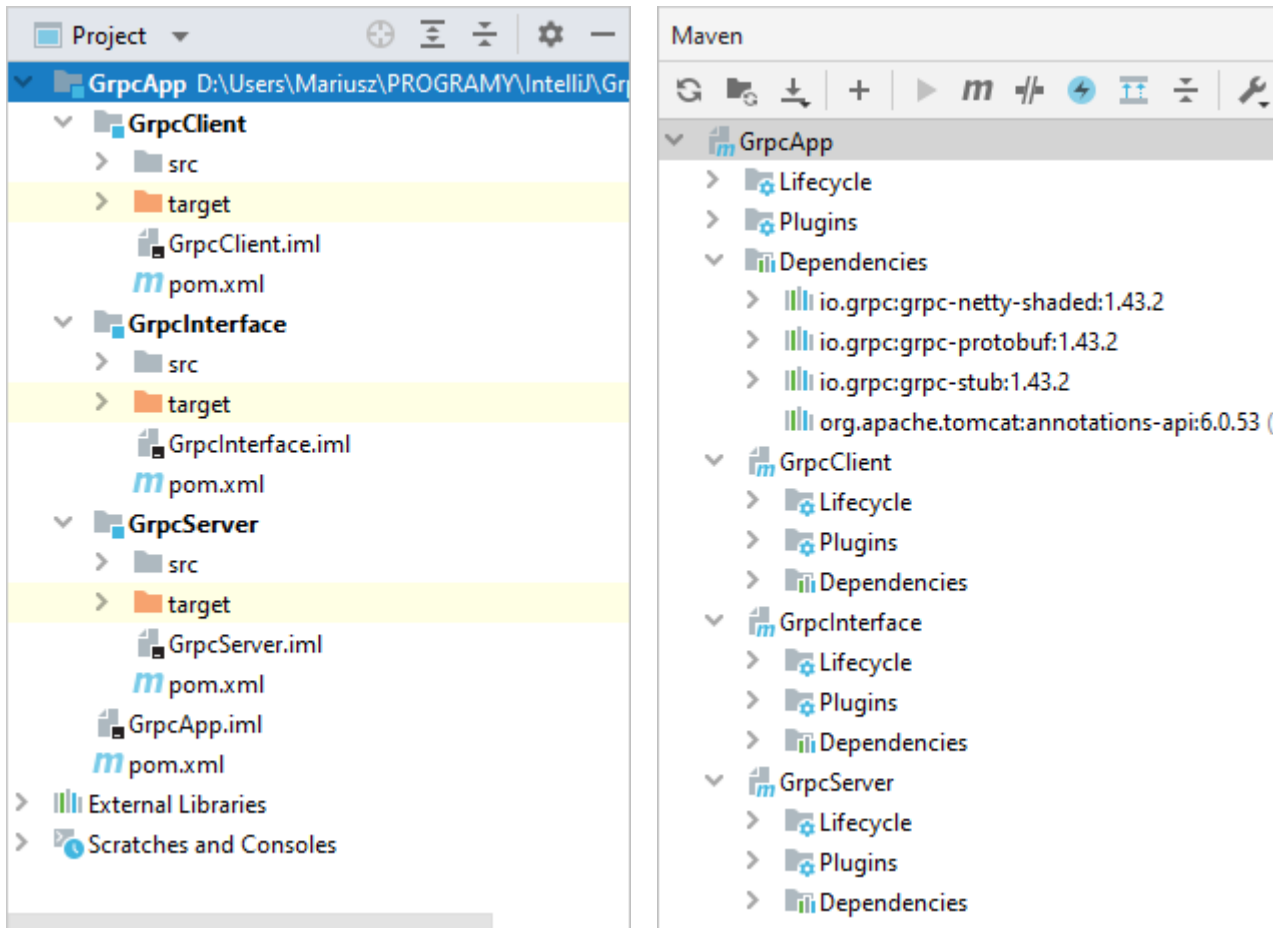 Project
GrpcApp D:\Users\Mariusz\PROGRAMY\IntelliJ\Gr
GrpcClient
src
target
GrpcClient.iml
pom.xml
GrpcInterface
src
target
GrpcInterface.iml
pom.xml
GrpcServer
src
target
GrpcServer.iml
pom.xml
GrpcApp.iml
pom.xml
External Libraries
Scratches and Consoles
Maven
GrpcApp
Lifecycle
Plugins
Dependencies
io.grpc:grpc-netty-shaded:1.43.2
io.grpc:grpc-protobuf:1.43.2
io.grpc:grpc-stub:1.43.2
org.apache.tomcat:annotations-api:6.0.53 (
GrpcClient
Lifecycle
Plugins
Dependencies
GrpcInterface
Lifecycle
Plugins
Dependencies
GrpcServer
Lifecycle
Plugins
Dependencies